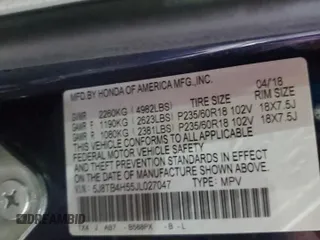 MFD. BY HONDA OF AMERICA MFG., INC. 04/18
GVWR 2260KG (4982LBS) TIRE SIZE RIM SIZE
GAWR F 1190KG (2623LBS) P235/60R18 102V 18X7.5J
GAWR R 1080KG (2381LBS) P235/60R18 102V 18X7.5J
THIS VEHICLE CONFORMS TO ALL APPLICABLE
FEDERAL MOTOR VEHICLE SAFETY AND
THEFT PREVENTION STANDARDS IN EFFECT ON
THE DATE OF MANUFACTURE SHOWN ABOVE.
V.I.N.: 5J8TB4H55JL027047 TYPE: MPV
DREAMBID